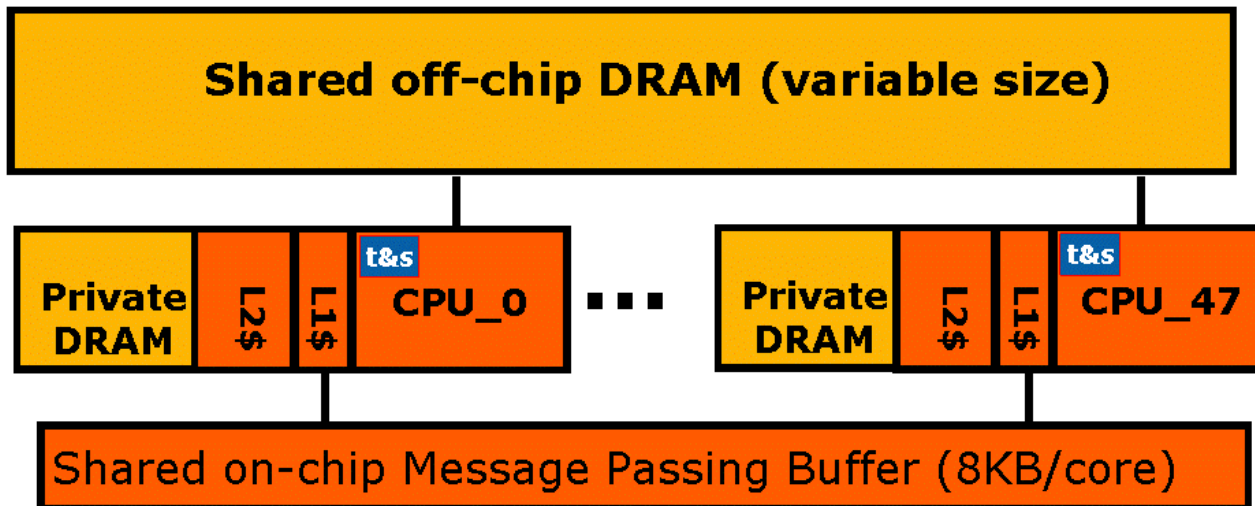 Shared off-chip DRAM (variable size)
Private
DRAM
L2$
L1$
t&s
CPU_0
...
Private
DRAM
L2$
L1$
t&s
CPU_47
Shared on-chip Message Passing Buffer (8KB/core)